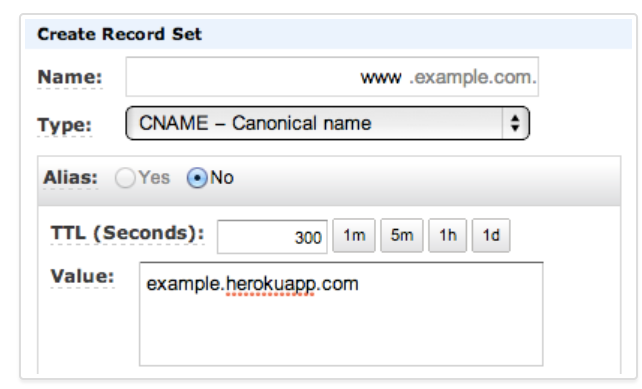 Create Record Set
Name: www .example.com.
Type: CNAME – Canonical name
Alias: Yes No
TTL (Seconds): 300 1m 5m 1h 1d
Value: example.herokuapp.com